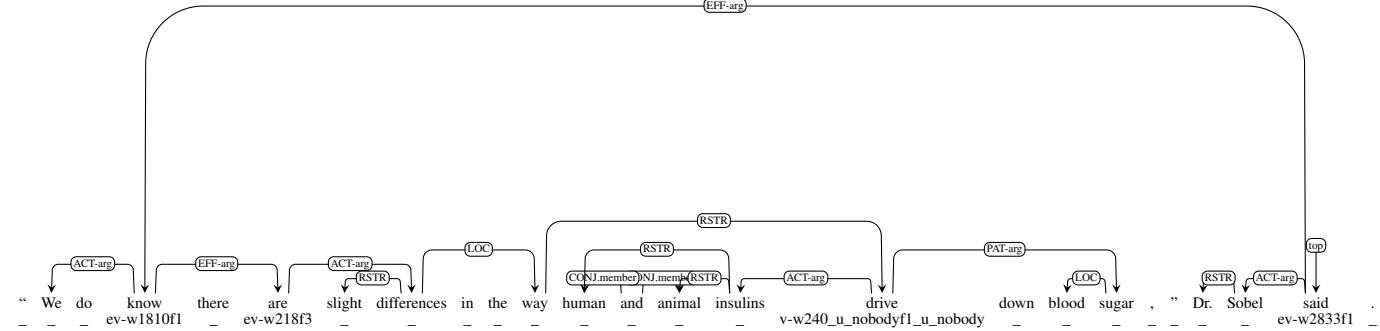 EFF-arg
RSTR
top
LOC RSTR PAT-arg
ACT-arg EFF-arg ACT-arg
RSTR CONJ.member RSTR ACT-arg LOC RSTR ACT-arg
“ We do know there are slight differences in the way human and animal insulins drive down blood sugar , ” Dr. Sobel said .
_ _ _ ev-w1810f1 _ ev-w218f3 _ _ _ _ _ _ _ _ _ v-w240_u_nobodyf1_u_nobody _ _ _ _ _ _ _ ev-w2833f1 _